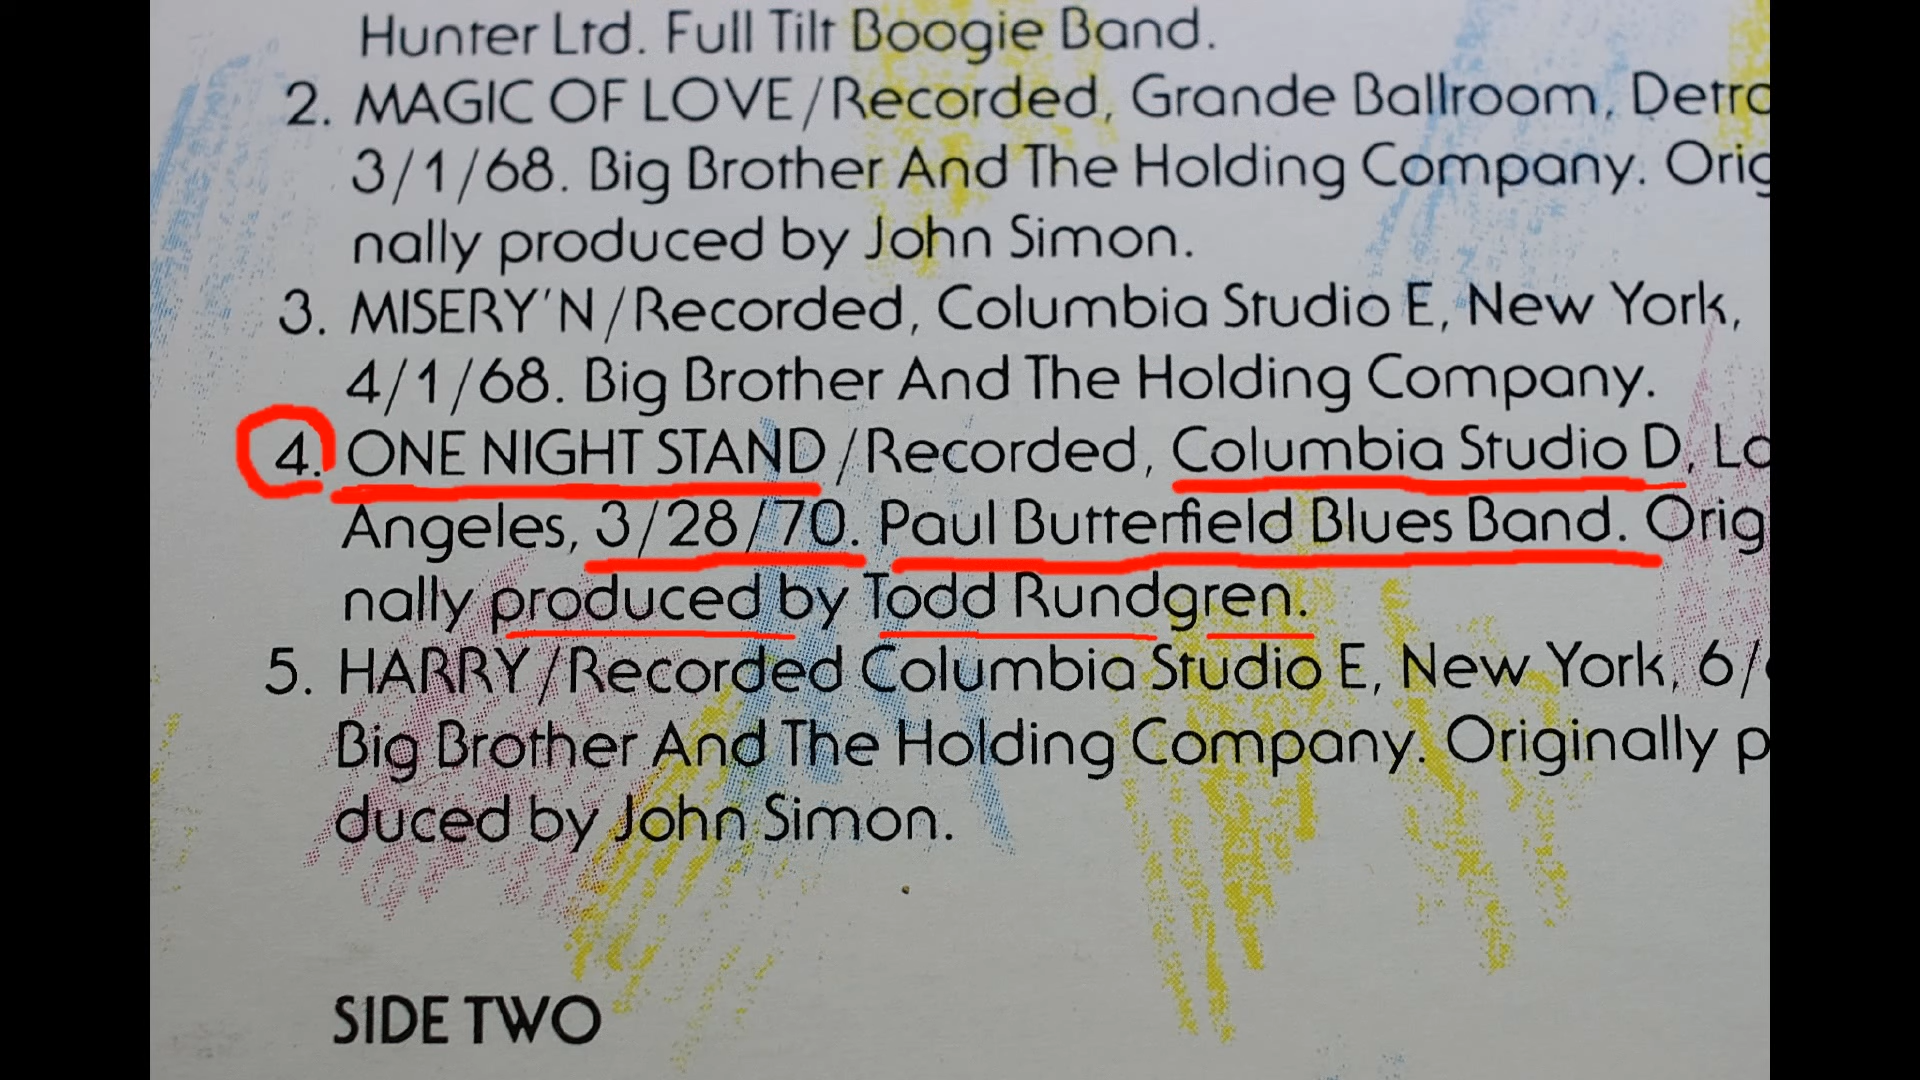 Hunter Ltd. Full Tilt Boogie Band.
2. MAGIC OF LOVE/Recorded, Grande Ballroom, Detro
3/1/68. Big Brother And The Holding Company. Orig
nally produced by John Simon.
3. MISERY'N/Recorded, Columbia Studio E, New York,
4/1/68. Big Brother And The Holding Company.
4. ONE NIGHT STAND/Recorded, Columbia Studio D, Lo
Angeles, 3/28/70. Paul Butterfield Blues Band. Orig
nally produced by Todd Rundgren.
5. HARRY/Recorded Columbia Studio E, New York, 6/
Big Brother And The Holding Company. Originally p
duced by John Simon.
SIDE TWO